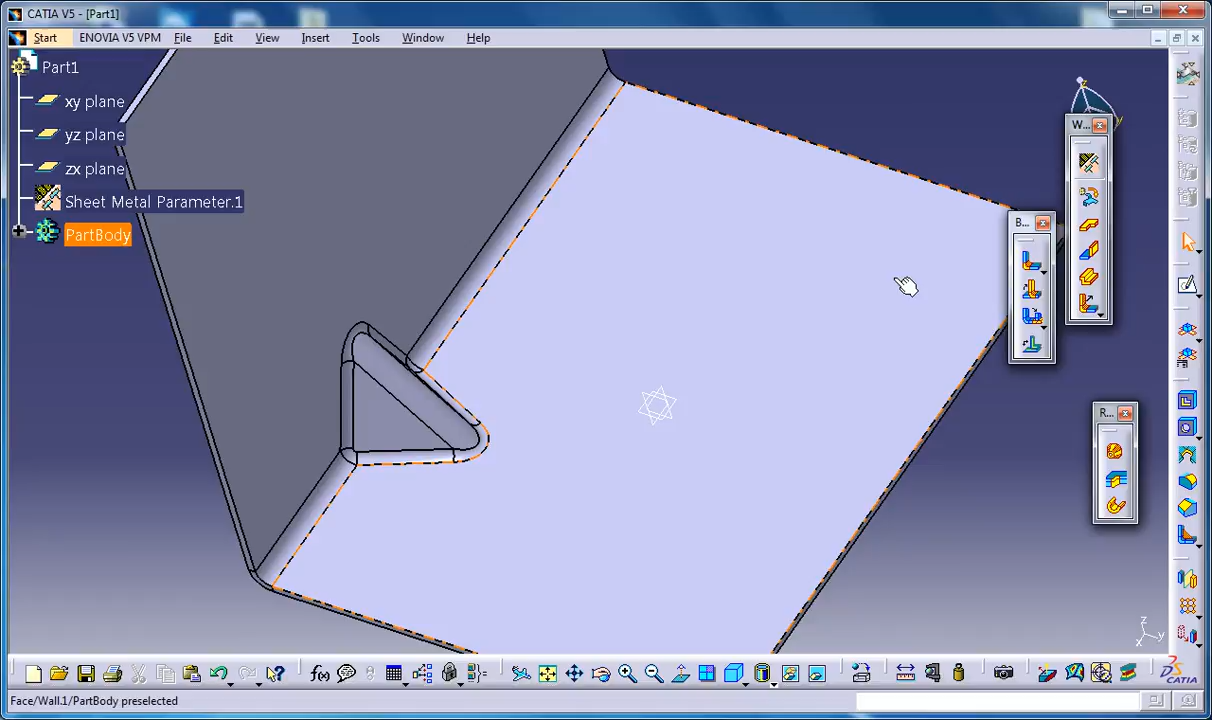 CATIA V5 - [Part1]
Start ENOVIA V5 VPM File Edit View Insert Tools Window Help
Part1
xy plane
yz plane
zx plane
Sheet Metal Parameter.1
PartBody
W...
B...
R...
z
y
z
x y
f(x)
CATIA
Face/Wall.1/PartBody preselected